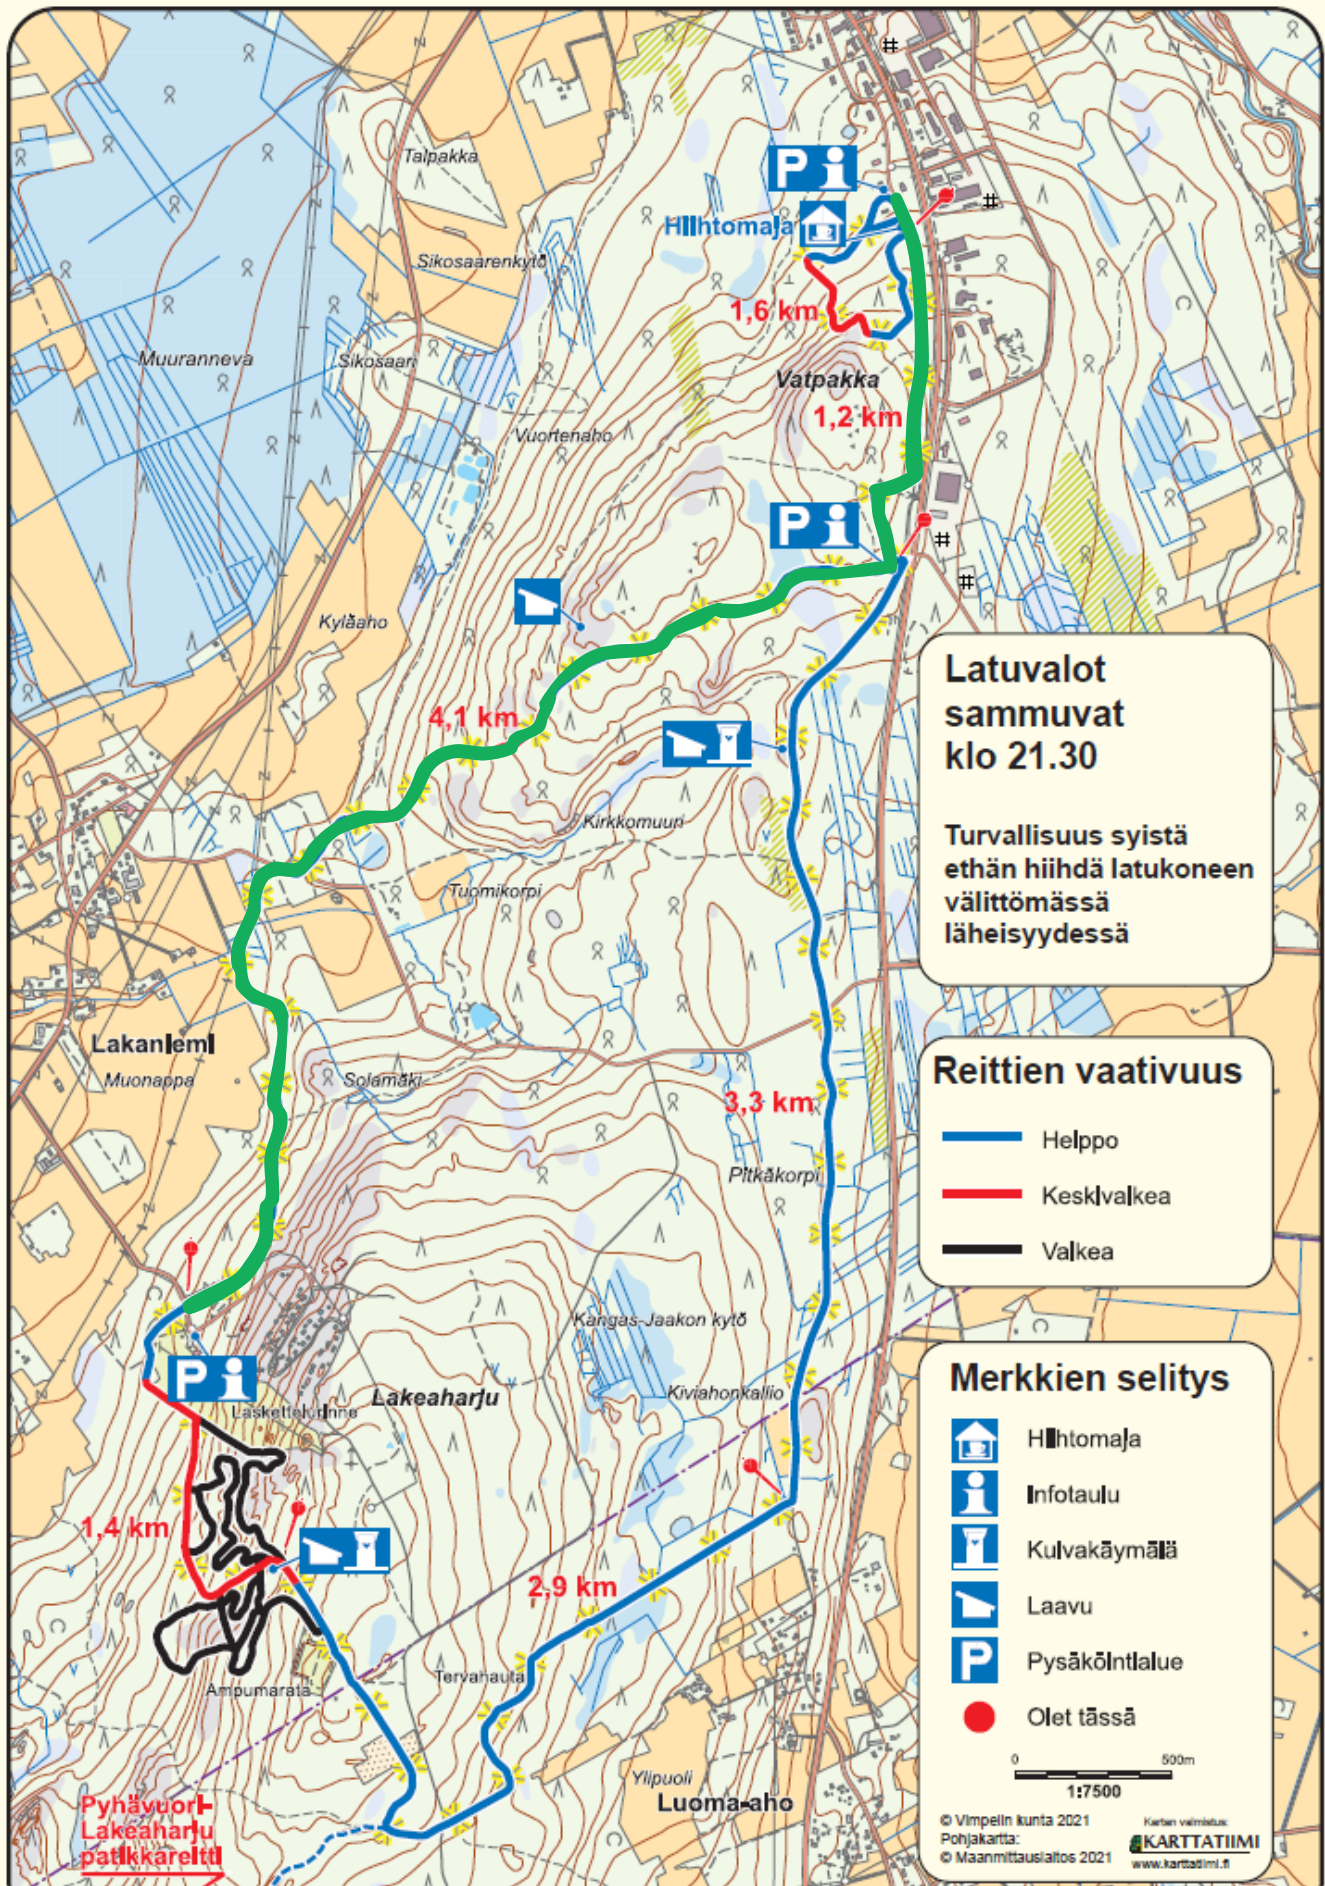 Talpakka
#
P i
#
Hiihtomaja
Sikosaarenkytö
1,6 km
Muuranneva
Sikosaari
Vatpakka
1,2 km
Vuortenaho
P i
#
#
Kyläaho
4,1 km
Kirkkomuuri
Tuomikorpi
Lakaniemi
Muonappa
Solamäki
3,3 km
Pitkäkorpi
Kangas-Jaakon kytö
Kiviahonkallio
P i
Laskettelurinne
Lakeaharju
1,4 km
2,9 km
Tervahauta
Ampumarata
Ylipuoli
Luoma-aho
Pyhävuori-
Lakeaharju
patikkareitti
Latuvalot
sammuvat
klo 21.30
Turvallisuus syistä
ethän hiihdä latukoneen
välittömässä
läheisyydessä
Reittien vaativuus
Helppo
Keskivaikea
Vaikea
Merkkien selitys
Hiihtomaja
i Infotaulu
Kuivakäymälä
Laavu
P Pysäköintialue
Olet tässä
0 500m
1:7500
© Vimpelin kunta 2021
Pohjakartta:
© Maanmittauslaitos 2021
Kartan valmistus:
KARTTATIIMI
www.karttatiimi.fi